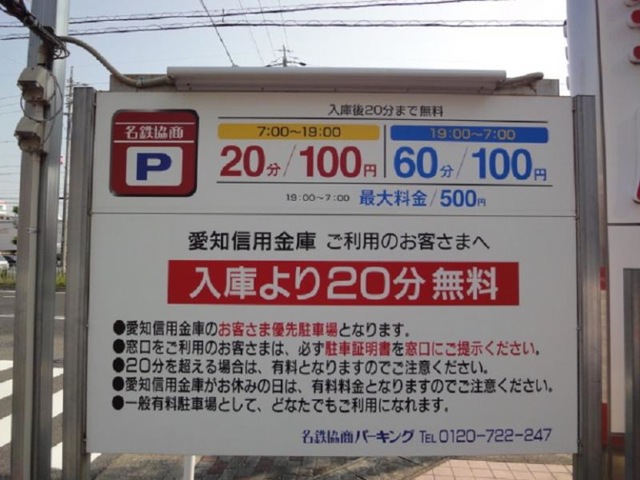 入庫後20分まで無料
名鉄協商
P
7:00〜19:00
20分/100円
19:00〜7:00
60分/100円
19:00〜7:00 最大料金/500円
愛知信用金庫 ご利用のお客さまへ
入庫より20分無料
●愛知信用金庫のお客さま優先駐車場となります。
●窓口をご利用のお客さまは、必ず駐車証明書を窓口にご提示ください。
●20分を超える場合は、有料となりますのでご注意ください。
●愛知信用金庫がお休みの日は、有料料金となりますのでご注意ください。
●一般有料駐車場として、どなたでもご利用になれます。
名鉄協商パーキング TEL 0120-722-247